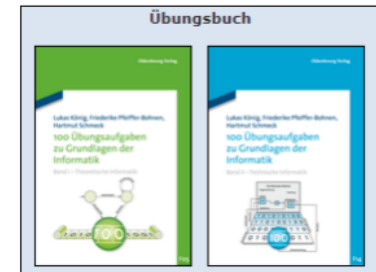 Übungsbuch
Oldenbourg Verlag
Lukas König, Friederike Pfeiffer-Bohnen,
Hartmut Schmeck
100 Übungsaufgaben
zu Grundlagen der
Informatik
Band I – Theoretische Informatik
100
Oldenbourg Verlag
Lukas König, Friederike Pfeiffer-Bohnen,
Hartmut Schmeck
100 Übungsaufgaben
zu Grundlagen der
Informatik
Band II – Technische Informatik
100